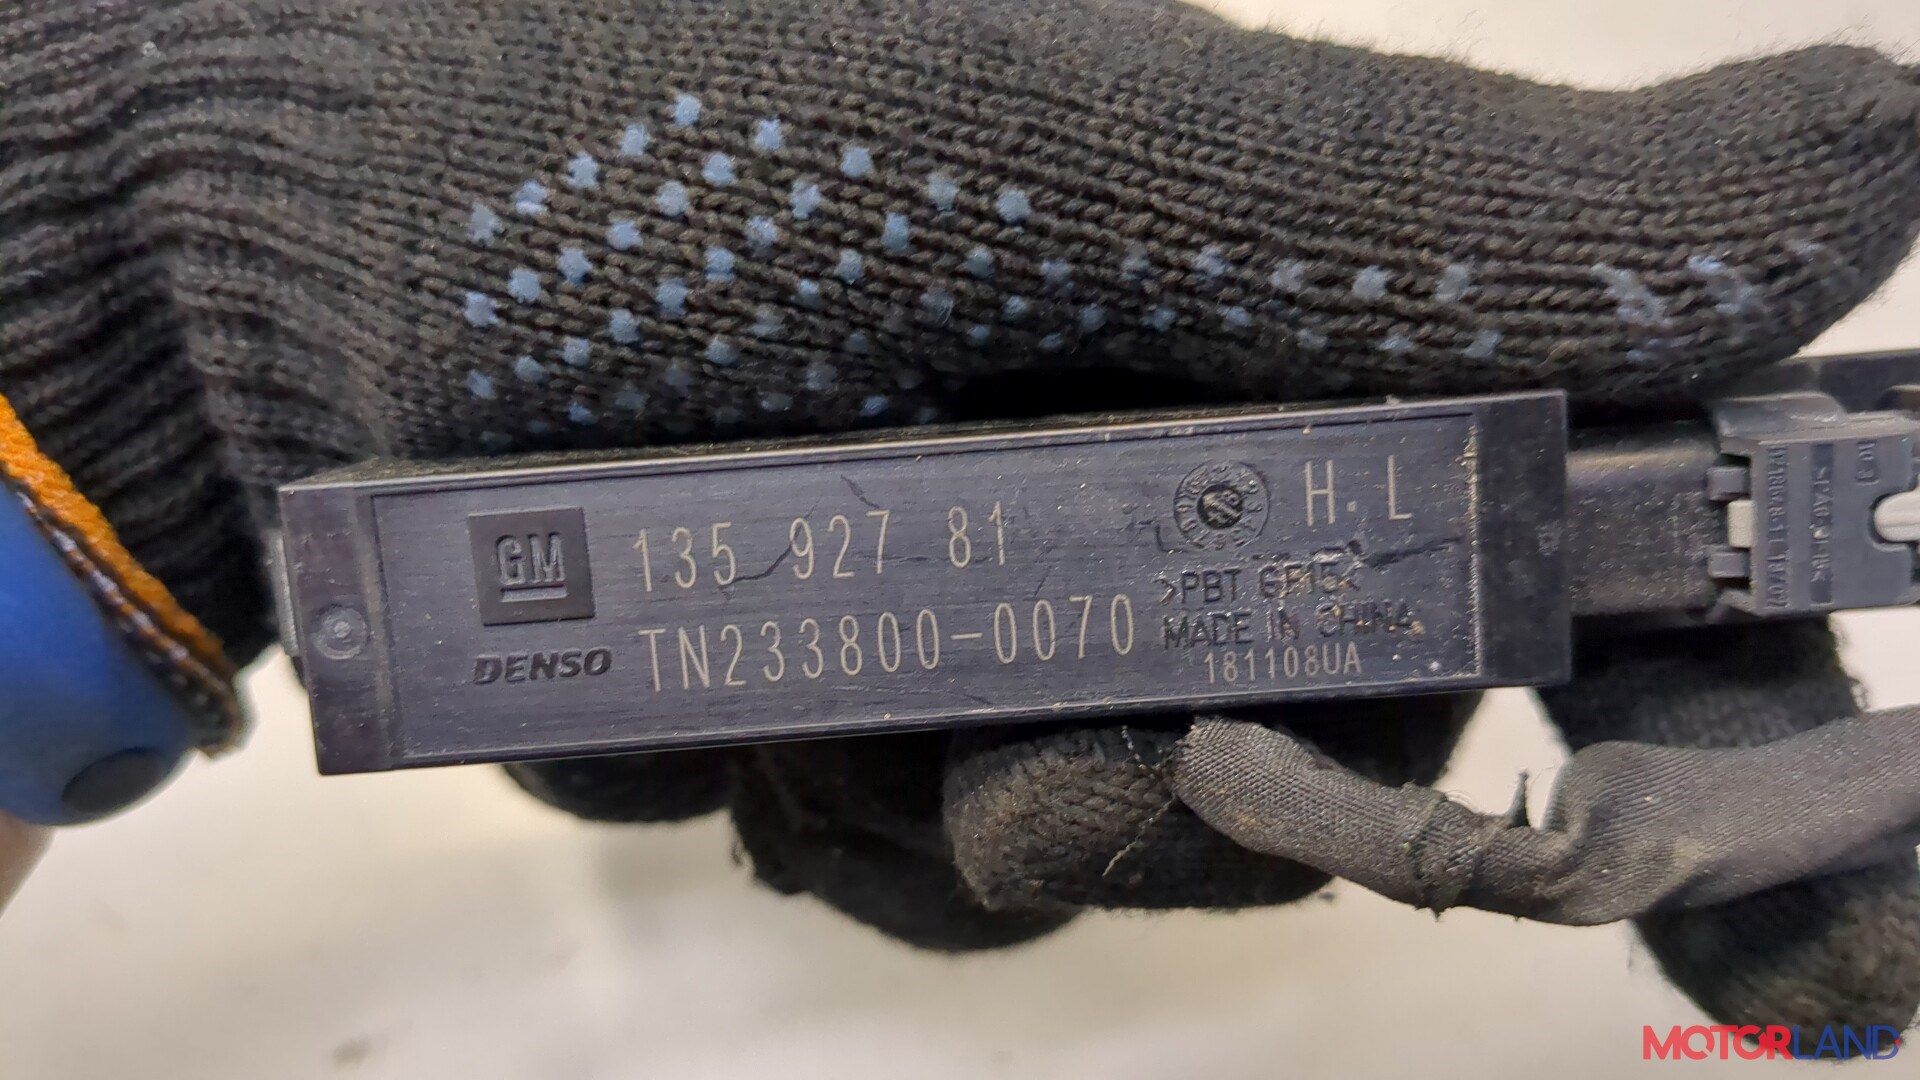 GM
135 927 81
H.L
DENSO
TN233800-0070
>PBT GF15<
MADE IN CHINA
181108UA
MOTORLAND